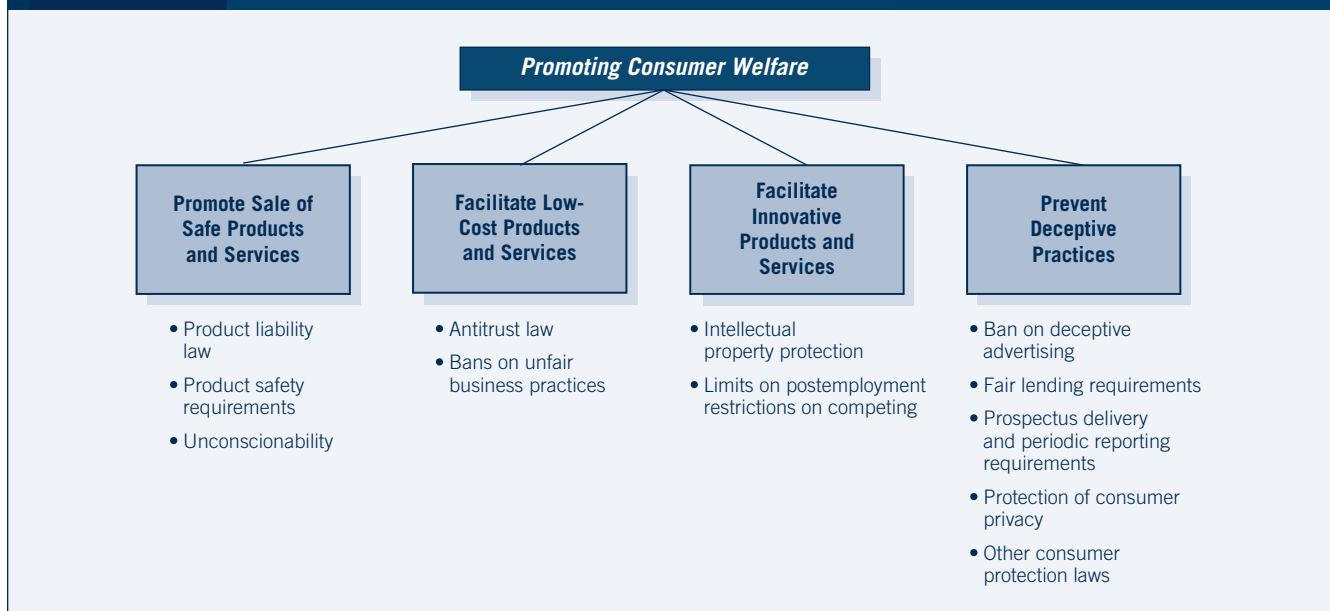 Promoting Consumer Welfare
Promote Sale of
Safe Products
and Services
• Product liability
law
• Product safety
requirements
• Unconscionability
Facilitate Low-
Cost Products
and Services
• Antitrust law
• Bans on unfair
business practices
Facilitate
Innovative
Products and
Services
• Intellectual
property protection
• Limits on postemployment
restrictions on competing
Prevent
Deceptive
Practices
• Ban on deceptive
advertising
• Fair lending requirements
• Prospectus delivery
and periodic reporting
requirements
• Protection of consumer
privacy
• Other consumer
protection laws